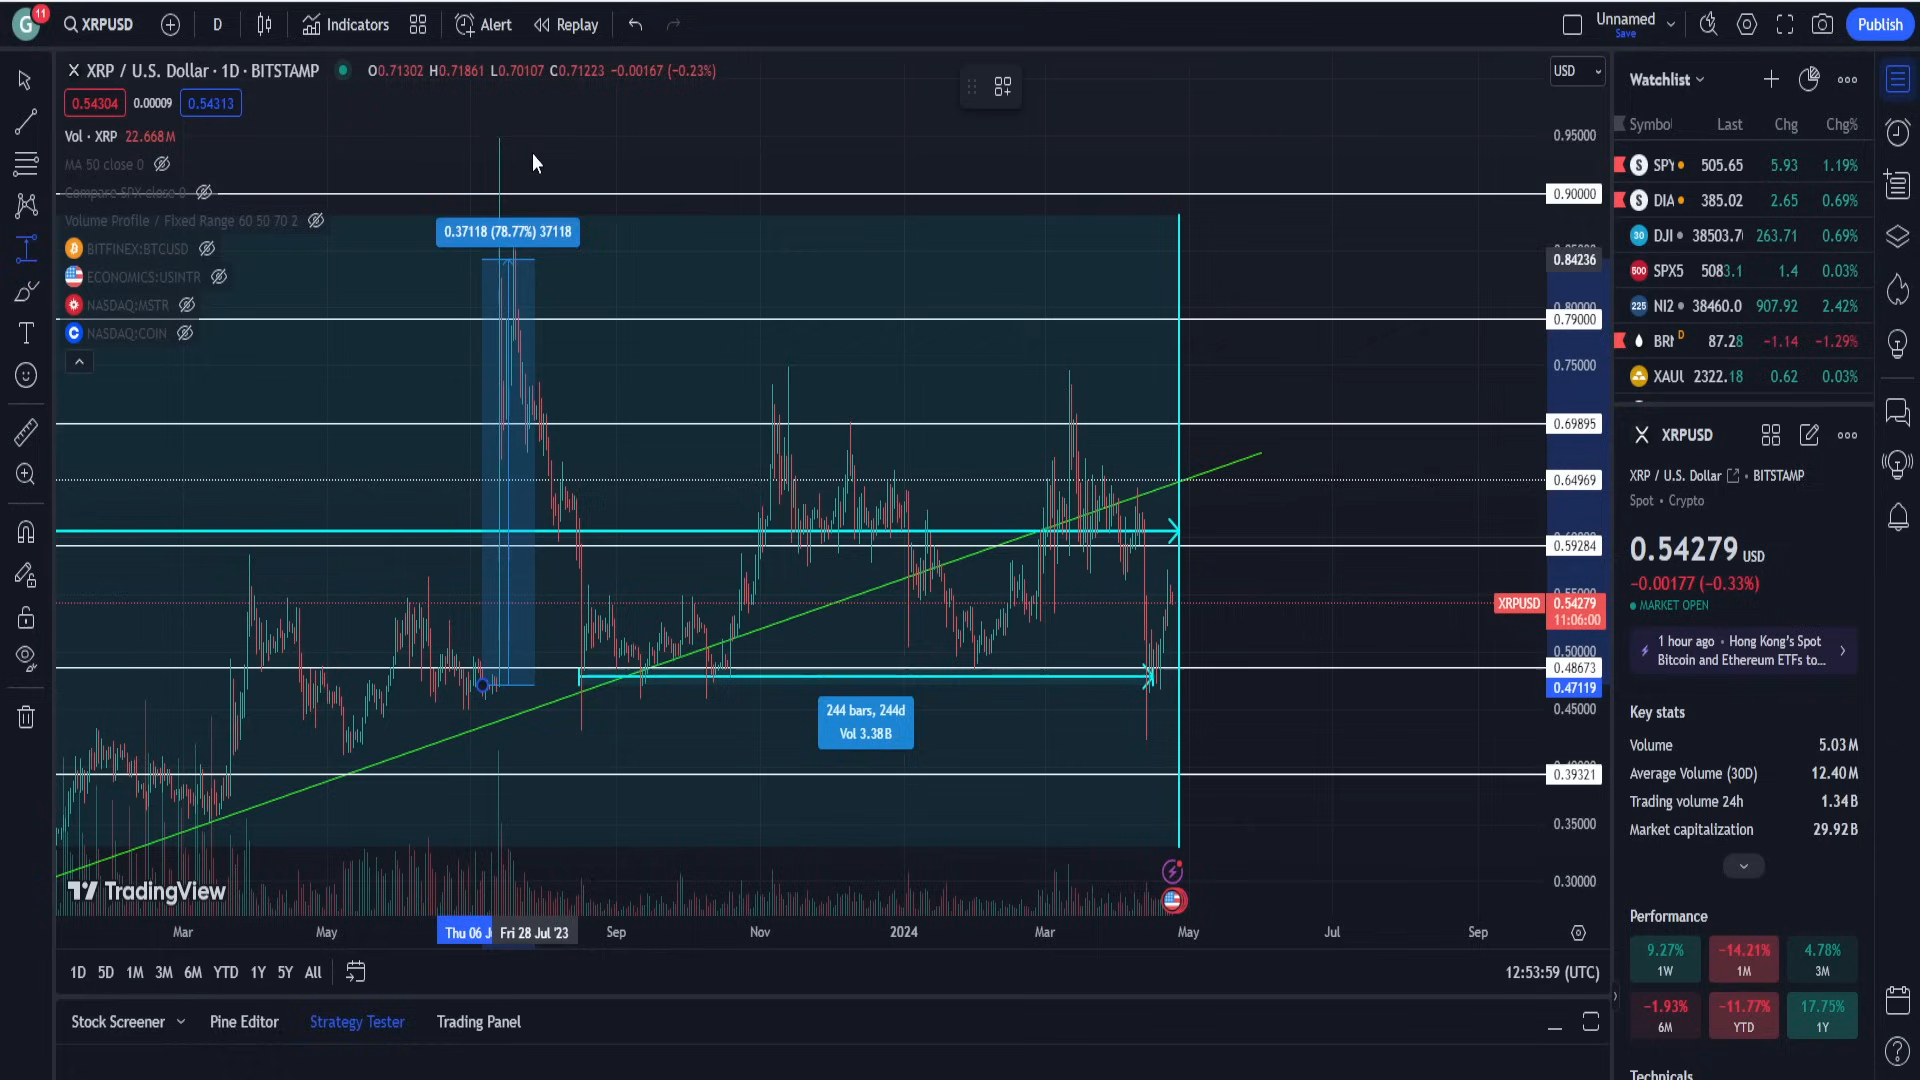 G 11 XRPUSD D Indicators Alert Replay Unnamed Save Publish
XRP / U.S. Dollar · 1D · BITSTAMP O0.71302 H0.71861 L0.70107 C0.71223 −0.00167 (−0.23%)
0.54304 0.00009 0.54313
Vol · XRP 22.668M
MA 50 close 0
Compare SPX close 0
Volume Profile / Fixed Range 60 50 70 2
BITFINEX:BTCUSD
ECONOMICS:USINTR
NASDAQ:MSTR
NASDAQ:COIN
0.37118 (78.77%) 37118
244 bars, 244d
Vol 3.38B
USD
0.95000
0.90000
0.84236
0.80000
0.79000
0.75000
0.69895
0.64969
0.59284
XRPUSD 0.54279
11:06:00
0.50000
0.48673
0.47119
0.45000
0.39321
0.35000
0.30000
TradingView
Mar May Thu 06 J Fri 28 Jul '23 Sep Nov 2024 Mar May Jul Sep
1D 5D 1M 3M 6M YTD 1Y 5Y All 12:53:59 (UTC)
Stock Screener Pine Editor Strategy Tester Trading Panel
Watchlist
Symbol Last Chg Chg%
SPY 505.65 5.93 1.19%
DIA 385.02 2.65 0.69%
30 DJI 38503.7 263.71 0.69%
500 SPX5 5083.1 1.4 0.03%
225 NI2 38460.0 907.92 2.42%
BRN D 87.28 −1.14 −1.29%
XAUU 2322.18 0.62 0.03%
XRPUSD
XRP / U.S. Dollar • BITSTAMP
Spot • Crypto
0.54279 USD
−0.00177 (−0.33%)
MARKET OPEN
1 hour ago • Hong Kong's Spot
Bitcoin and Ethereum ETFs to...
Key stats
Volume 5.03M
Average Volume (30D) 12.40M
Trading volume 24h 1.34B
Market capitalization 29.92B
Performance
9.27% −14.21% 4.78%
1W 1M 3M
−1.93% −11.77% 17.75%
6M YTD 1Y
Technicals